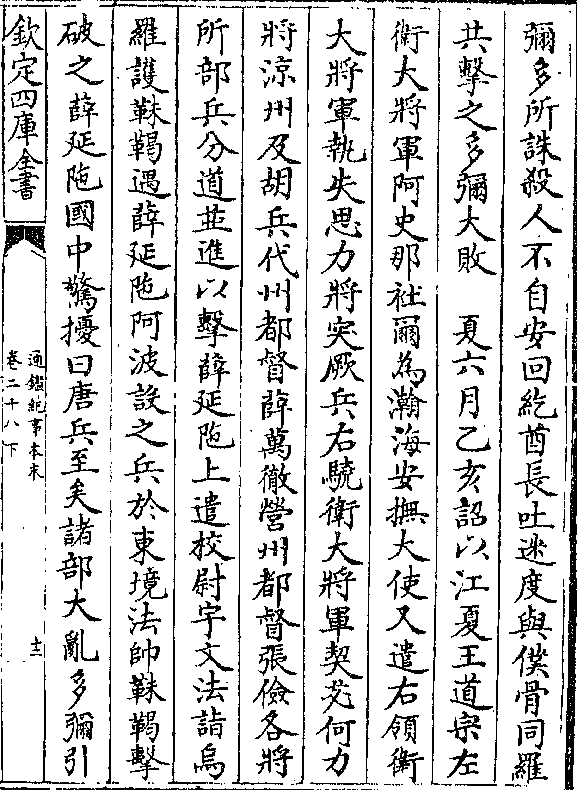 彌多所誅殺人不自安回紇酋長吐迷度與僕骨同羅
共擊之多彌大敗　夏六月乙亥詔以江夏王道宗左
衛大將軍阿史那社爾為瀚海安撫大使又遣右領衛
大將軍執失思力將突厥兵右驍衛大將軍契苾何力
將涼州及胡兵代州都督薛萬徹營州都督張儉各將
所部兵分道並進以擊薛延陁上遣校尉宇文法詣烏
羅護靺鞨遇薛延陁阿波設之兵於東境法帥靺鞨擊
破之薛延陁國中驚擾曰唐兵至矣諸部大亂多彌引
欽定四庫全書
通鑑紀事本末
卷二十八下
十二